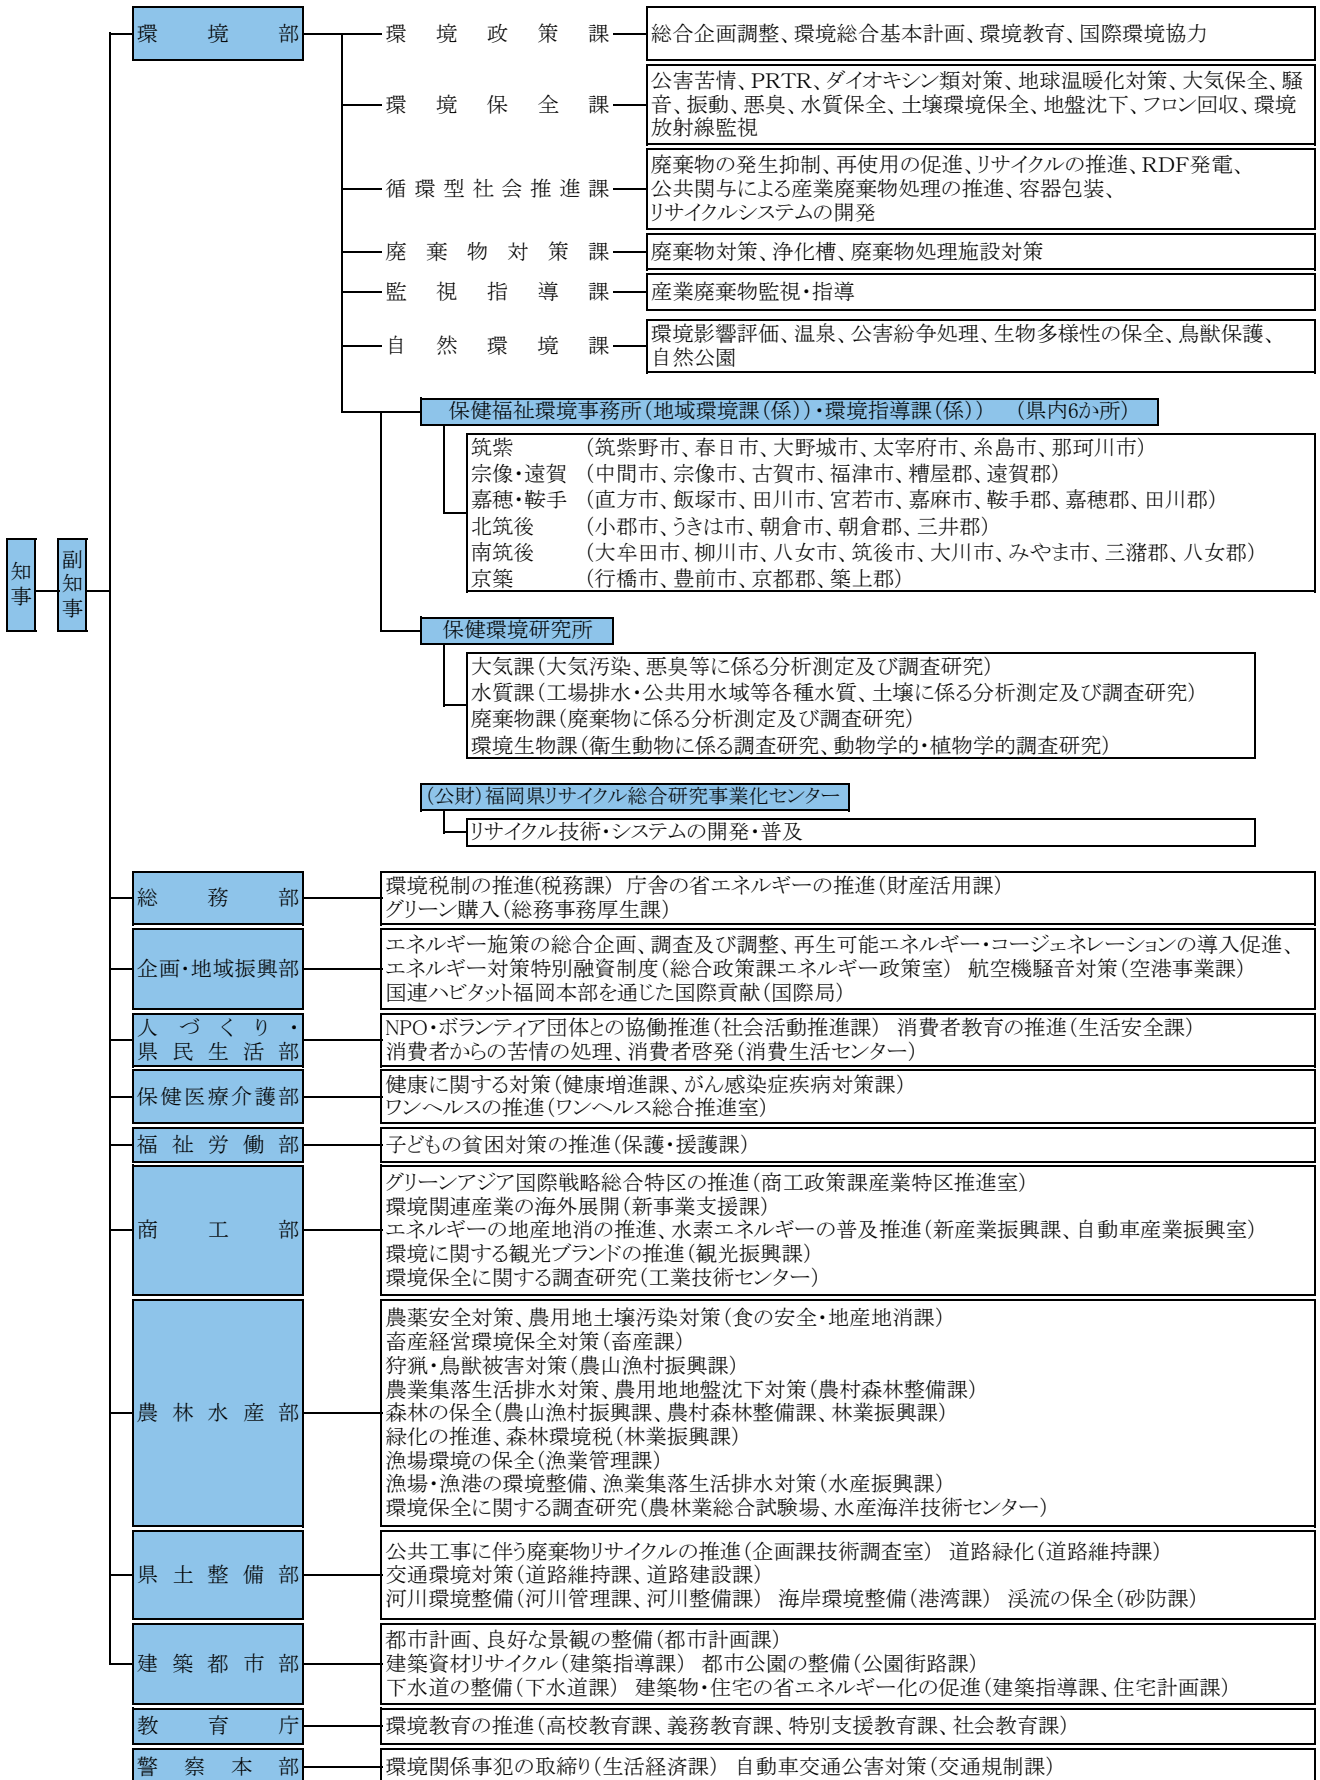 環境部
環境政策課
総合企画調整、環境総合基本計画、環境教育、国際環境協力
環境保全課
公害苦情、PRTR、ダイオキシン類対策、地球温暖化対策、大気保全、騒
音、振動、悪臭、水質保全、土壌環境保全、地盤沈下、フロン回収、環境
放射線監視
循環型社会推進課
廃棄物の発生抑制、再使用の促進、リサイクルの推進、RDF発電、
公共関与による産業廃棄物処理の推進、容器包装、
リサイクルシステムの開発
廃棄物対策課
廃棄物対策、浄化槽、廃棄物処理施設対策
監視指導課
産業廃棄物監視・指導
自然環境課
環境影響評価、温泉、公害紛争処理、生物多様性の保全、鳥獣保護、
自然公園
保健福祉環境事務所(地域環境課(係))・環境指導課(係)) (県内6か所)
筑紫 (筑紫野市、春日市、大野城市、太宰府市、糸島市、那珂川市)
宗像・遠賀 (中間市、宗像市、古賀市、福津市、糟屋郡、遠賀郡)
嘉穂・鞍手 (直方市、飯塚市、田川市、宮若市、嘉麻市、鞍手郡、嘉穂郡、田川郡)
北筑後 (小郡市、うきは市、朝倉市、朝倉郡、三井郡)
南筑後 (大牟田市、柳川市、八女市、筑後市、大川市、みやま市、三潴郡、八女郡)
京築 (行橋市、豊前市、京都郡、築上郡)
知事
副知事
保健環境研究所
大気課(大気汚染、悪臭等に係る分析測定及び調査研究)
水質課(工場排水・公共用水域等各種水質、土壌に係る分析測定及び調査研究)
廃棄物課(廃棄物に係る分析測定及び調査研究)
環境生物課(衛生動物に係る調査研究、動物学的・植物学的調査研究)
(公財)福岡県リサイクル総合研究事業化センター
リサイクル技術・システムの開発・普及
総務部
環境税制の推進(税務課) 庁舎の省エネルギーの推進(財産活用課)
グリーン購入(総務事務厚生課)
企画・地域振興部
エネルギー施策の総合企画、調査及び調整、再生可能エネルギー・コージェネレーションの導入促進、
エネルギー対策特別融資制度(総合政策課エネルギー政策室) 航空機騒音対策(空港事業課)
国連ハビタット福岡本部を通じた国際貢献(国際局)
人づくり・
県民生活部
NPO・ボランティア団体との協働推進(社会活動推進課) 消費者教育の推進(生活安全課)
消費者からの苦情の処理、消費者啓発(消費生活センター)
保健医療介護部
健康に関する対策(健康増進課、がん感染症疾病対策課)
ワンヘルスの推進(ワンヘルス総合推進室)
福祉労働部
子どもの貧困対策の推進(保護・援護課)
商工部
グリーンアジア国際戦略総合特区の推進(商工政策課産業特区推進室)
環境関連産業の海外展開(新事業支援課)
エネルギーの地産地消の推進、水素エネルギーの普及推進(新産業振興課、自動車産業振興室)
環境に関する観光ブランドの推進(観光振興課)
環境保全に関する調査研究(工業技術センター)
農林水産部
農薬安全対策、農用地土壌汚染対策(食の安全・地産地消課)
畜産経営環境保全対策(畜産課)
狩猟・鳥獣被害対策(農山漁村振興課)
農業集落生活排水対策、農用地地盤沈下対策(農村森林整備課)
森林の保全(農山漁村振興課、農村森林整備課、林業振興課)
緑化の推進、森林環境税(林業振興課)
漁場環境の保全(漁業管理課)
漁場・漁港の環境整備、漁業集落生活排水対策(水産振興課)
環境保全に関する調査研究(農林業総合試験場、水産海洋技術センター)
県土整備部
公共工事に伴う廃棄物リサイクルの推進(企画課技術調査室) 道路緑化(道路維持課)
交通環境対策(道路維持課、道路建設課)
河川環境整備(河川管理課、河川整備課) 海岸環境整備(港湾課) 渓流の保全(砂防課)
建築都市部
都市計画、良好な景観の整備(都市計画課)
建築資材リサイクル(建築指導課) 都市公園の整備(公園街路課)
下水道の整備(下水道課) 建築物・住宅の省エネルギー化の促進(建築指導課、住宅計画課)
教育庁
環境教育の推進(高校教育課、義務教育課、特別支援教育課、社会教育課)
警察本部
環境関係事犯の取締り(生活経済課) 自動車交通公害対策(交通規制課)